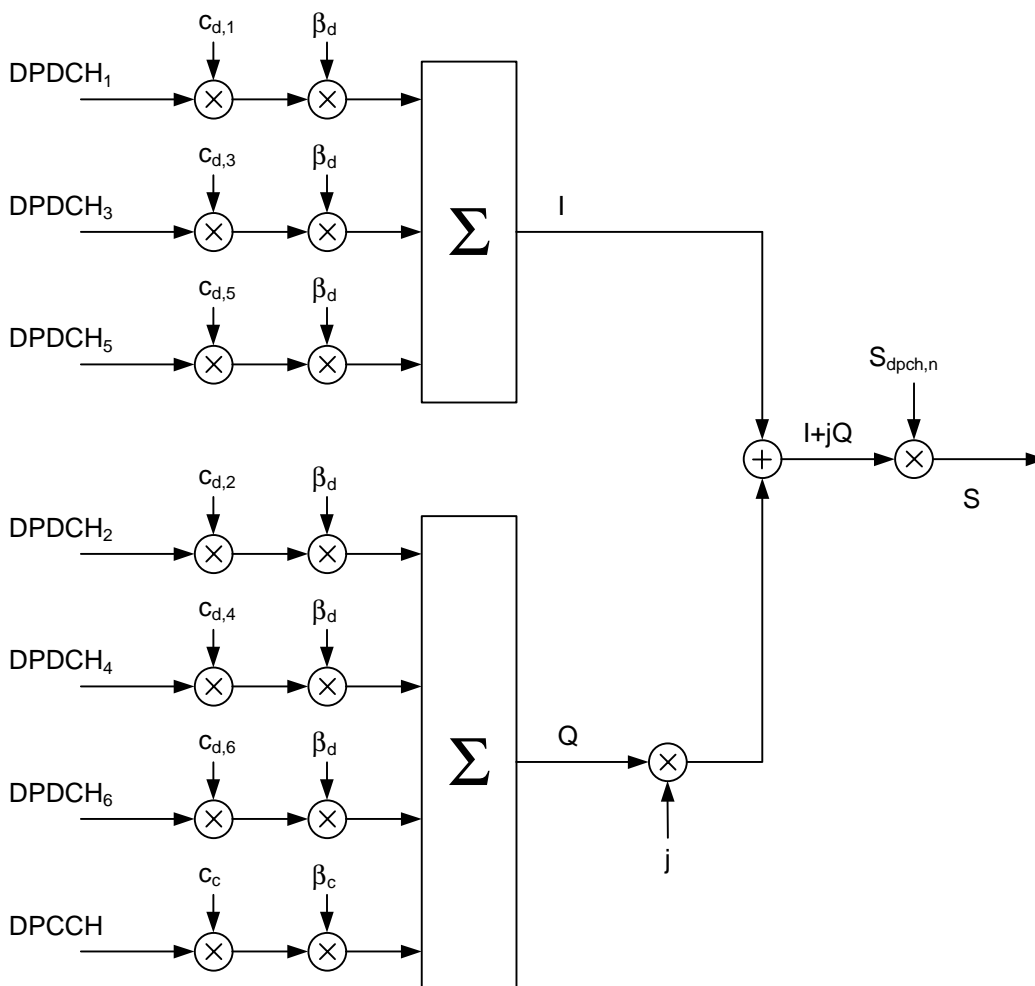 c_d,1 β_d
DPDCH_1
× ×
c_d,3 β_d
DPDCH_3
× ×
Σ
I
c_d,5 β_d
DPDCH_5
× ×
S_dpch,n
+
I+jQ
×
S
c_d,2 β_d
DPDCH_2
× ×
c_d,4 β_d
DPDCH_4
× ×
c_d,6 β_d
DPDCH_6
× ×
Σ
Q
×
j
c_c β_c
DPCCH
× ×